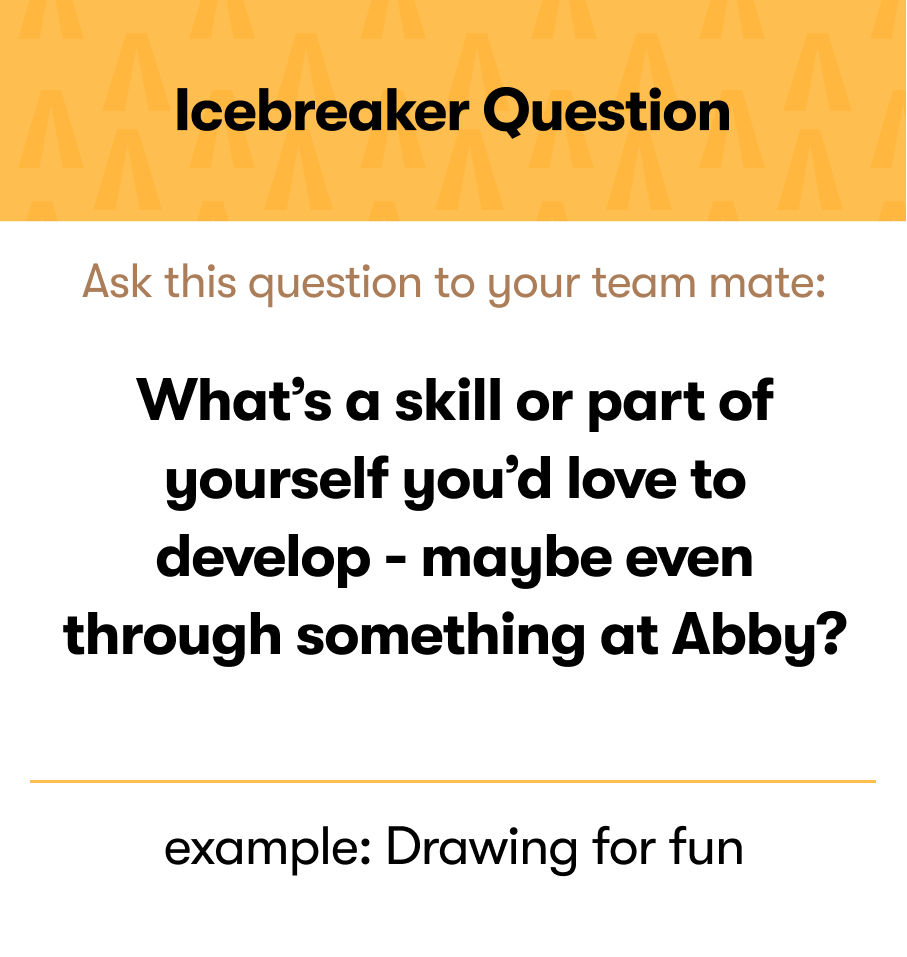 Icebreaker Question
Ask this question to your team mate:
What’s a skill or part of
yourself you’d love to
develop - maybe even
through something at Abby?
example: Drawing for fun